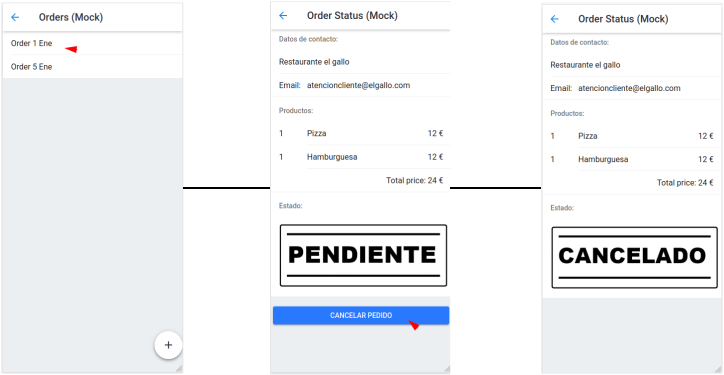 Orders (Mock)
Order 1 Ene
Order 5 Ene
+
Order Status (Mock)
Datos de contacto:
Restaurante el gallo
Email: atencioncliente@elgallo.com
Productos:
1 Pizza 12 €
1 Hamburguesa 12 €
Total price: 24 €
Estado:
PENDIENTE
CANCELAR PEDIDO
Order Status (Mock)
Datos de contacto:
Restaurante el gallo
Email: atencioncliente@elgallo.com
Productos:
1 Pizza 12 €
1 Hamburguesa 12 €
Total price: 24 €
Estado:
CANCELADO